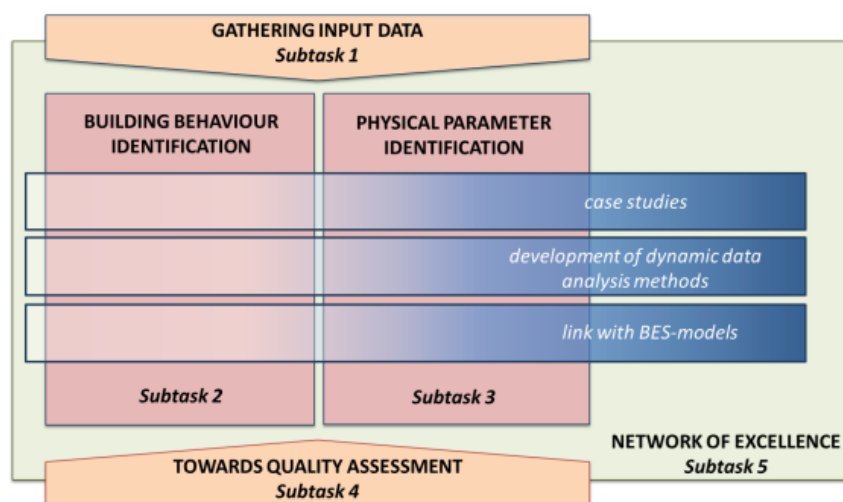 GATHERING INPUT DATA
Subtask 1
BUILDING BEHAVIOUR
IDENTIFICATION
PHYSICAL PARAMETER
IDENTIFICATION
case studies
development of dynamic data
analysis methods
link with BES-models
Subtask 2
Subtask 3
NETWORK OF EXCELLENCE
Subtask 5
TOWARDS QUALITY ASSESSMENT
Subtask 4